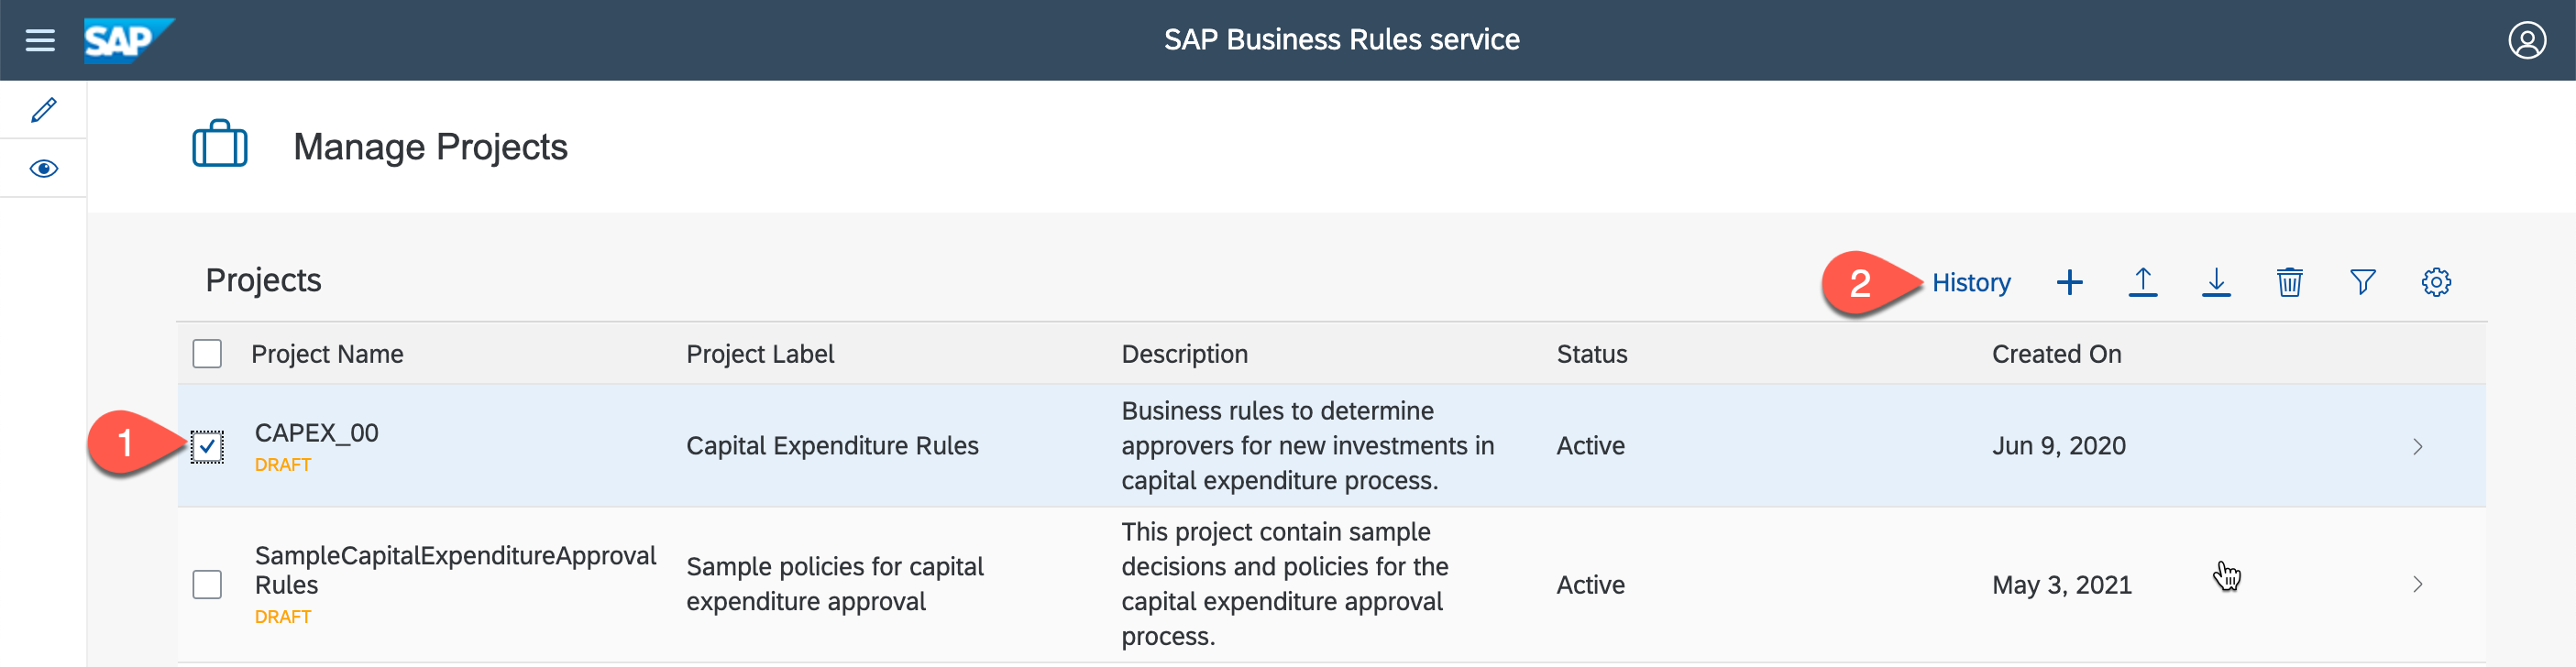 SAP
SAP Business Rules service
Manage Projects
Projects
2
History
Project Name
Project Label
Description
Status
Created On
1
CAPEX_00
DRAFT
Capital Expenditure Rules
Business rules to determine
approvers for new investments in
capital expenditure process.
Active
Jun 9, 2020
SampleCapitalExpenditureApproval
Rules
DRAFT
Sample policies for capital
expenditure approval
This project contain sample
decisions and policies for the
capital expenditure approval
process.
Active
May 3, 2021